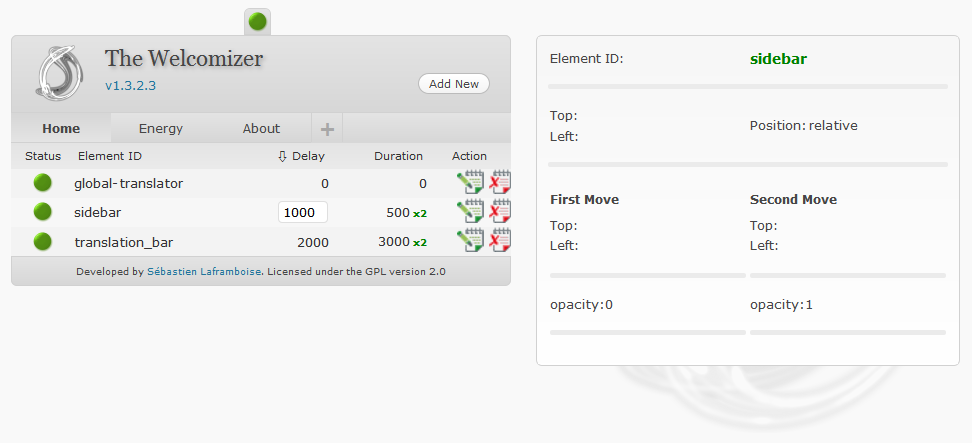 The Welcomizer
v1.3.2.3
Add New
Home Energy About +
Status Element ID ⇩ Delay Duration Action
global-translator 0 0
sidebar 1000 500 x2
translation_bar 2000 3000 x2
Developed by Sébastien Laframboise. Licensed under the GPL version 2.0
Element ID: sidebar
Top:
Left:
Position: relative
First Move Second Move
Top: Top:
Left: Left:
opacity:0 opacity:1